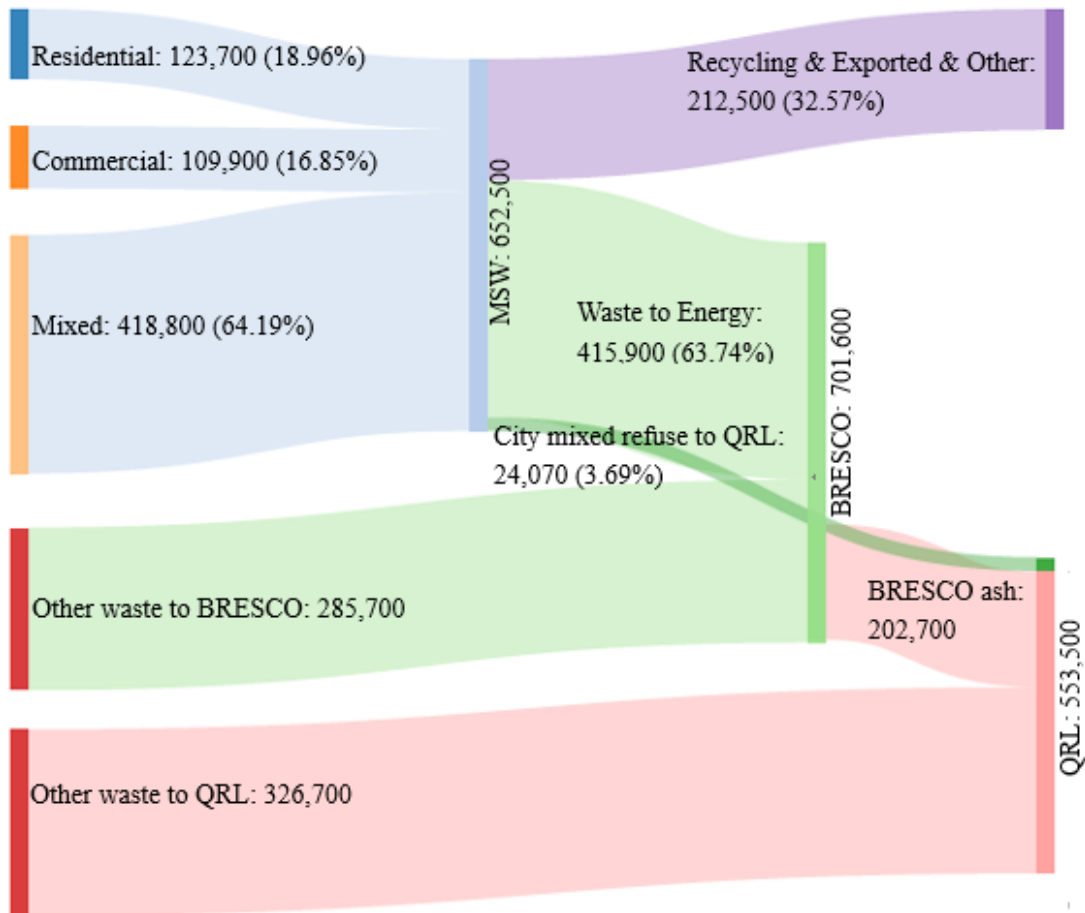 Residential: 123,700 (18.96%)
Commercial: 109,900 (16.85%)
Mixed: 418,800 (64.19%)
Other waste to BRESCO: 285,700
Other waste to QRL: 326,700
MSW: 652,500
Recycling & Exported & Other:
212,500 (32.57%)
Waste to Energy:
415,900 (63.74%)
City mixed refuse to QRL:
24,070 (3.69%)
BRESCO: 701,600
BRESCO ash:
202,700
QRL: 553,500